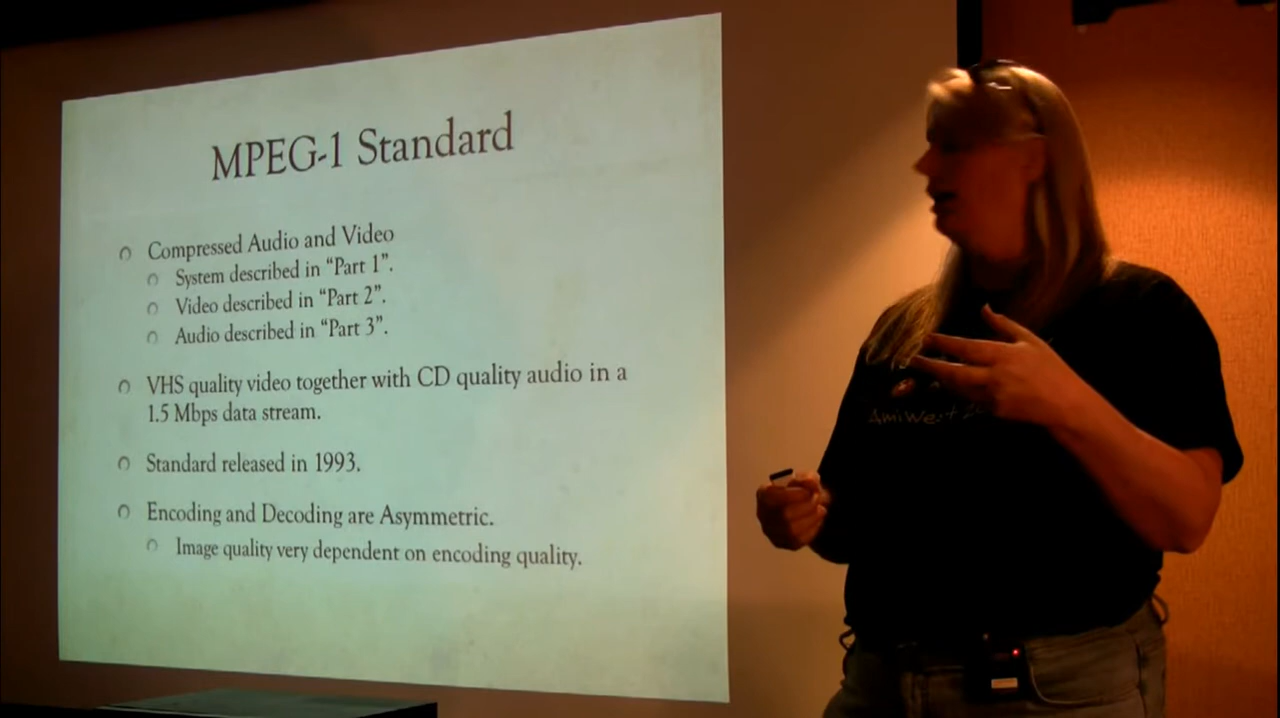 MPEG-1 Standard
Compressed Audio and Video
System described in “Part 1”.
Video described in “Part 2”.
Audio described in “Part 3”.
VHS quality video together with CD quality audio in a
1.5 Mbps data stream.
Standard released in 1993.
Encoding and Decoding are Asymmetric.
Image quality very dependent on encoding quality.
AmiWest